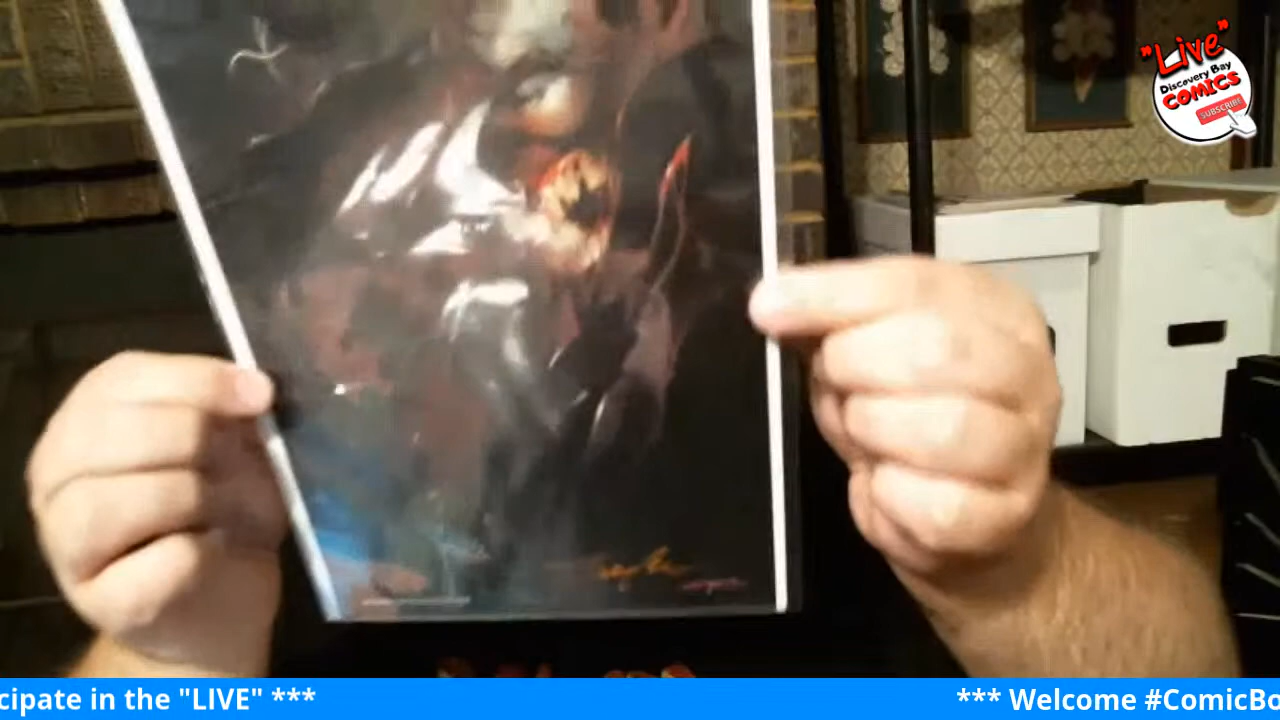 "Live"
Discovery Bay
COMICS
SUBSCRIBE
cipate in the "LIVE" *** *** Welcome #ComicBo